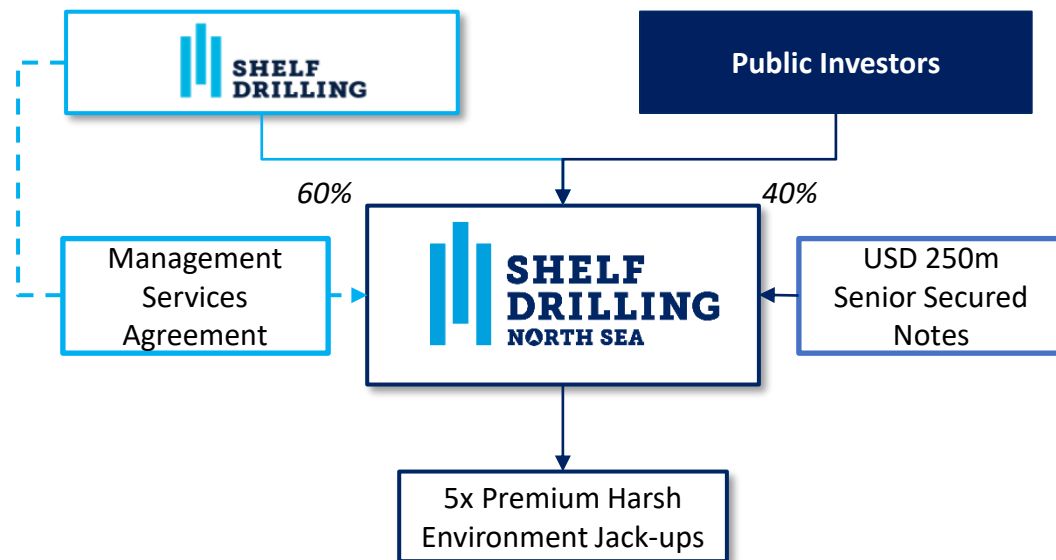 SHELF
DRILLING
Public Investors
60%
40%
Management
Services
Agreement
SHELF
DRILLING
NORTH SEA
USD 250m
Senior Secured
Notes
5x Premium Harsh
Environment Jack-ups